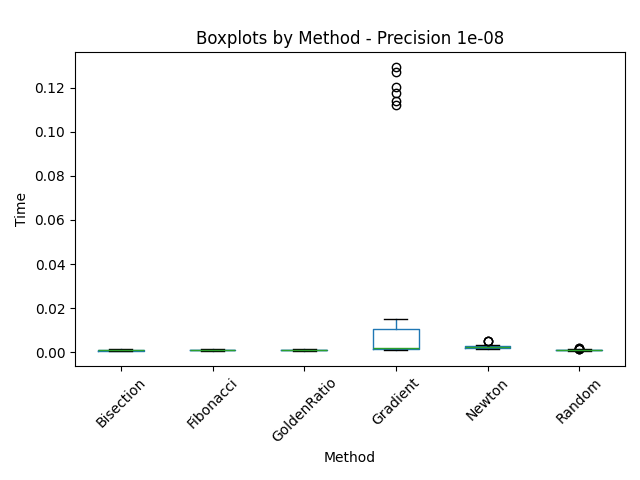 Boxplots by Method - Precision 1e-08
0.12
0.10
0.08
0.06
0.04
0.02
0.00
Time
Bisection
Fibonacci
GoldenRatio
Gradient
Newton
Random
Method